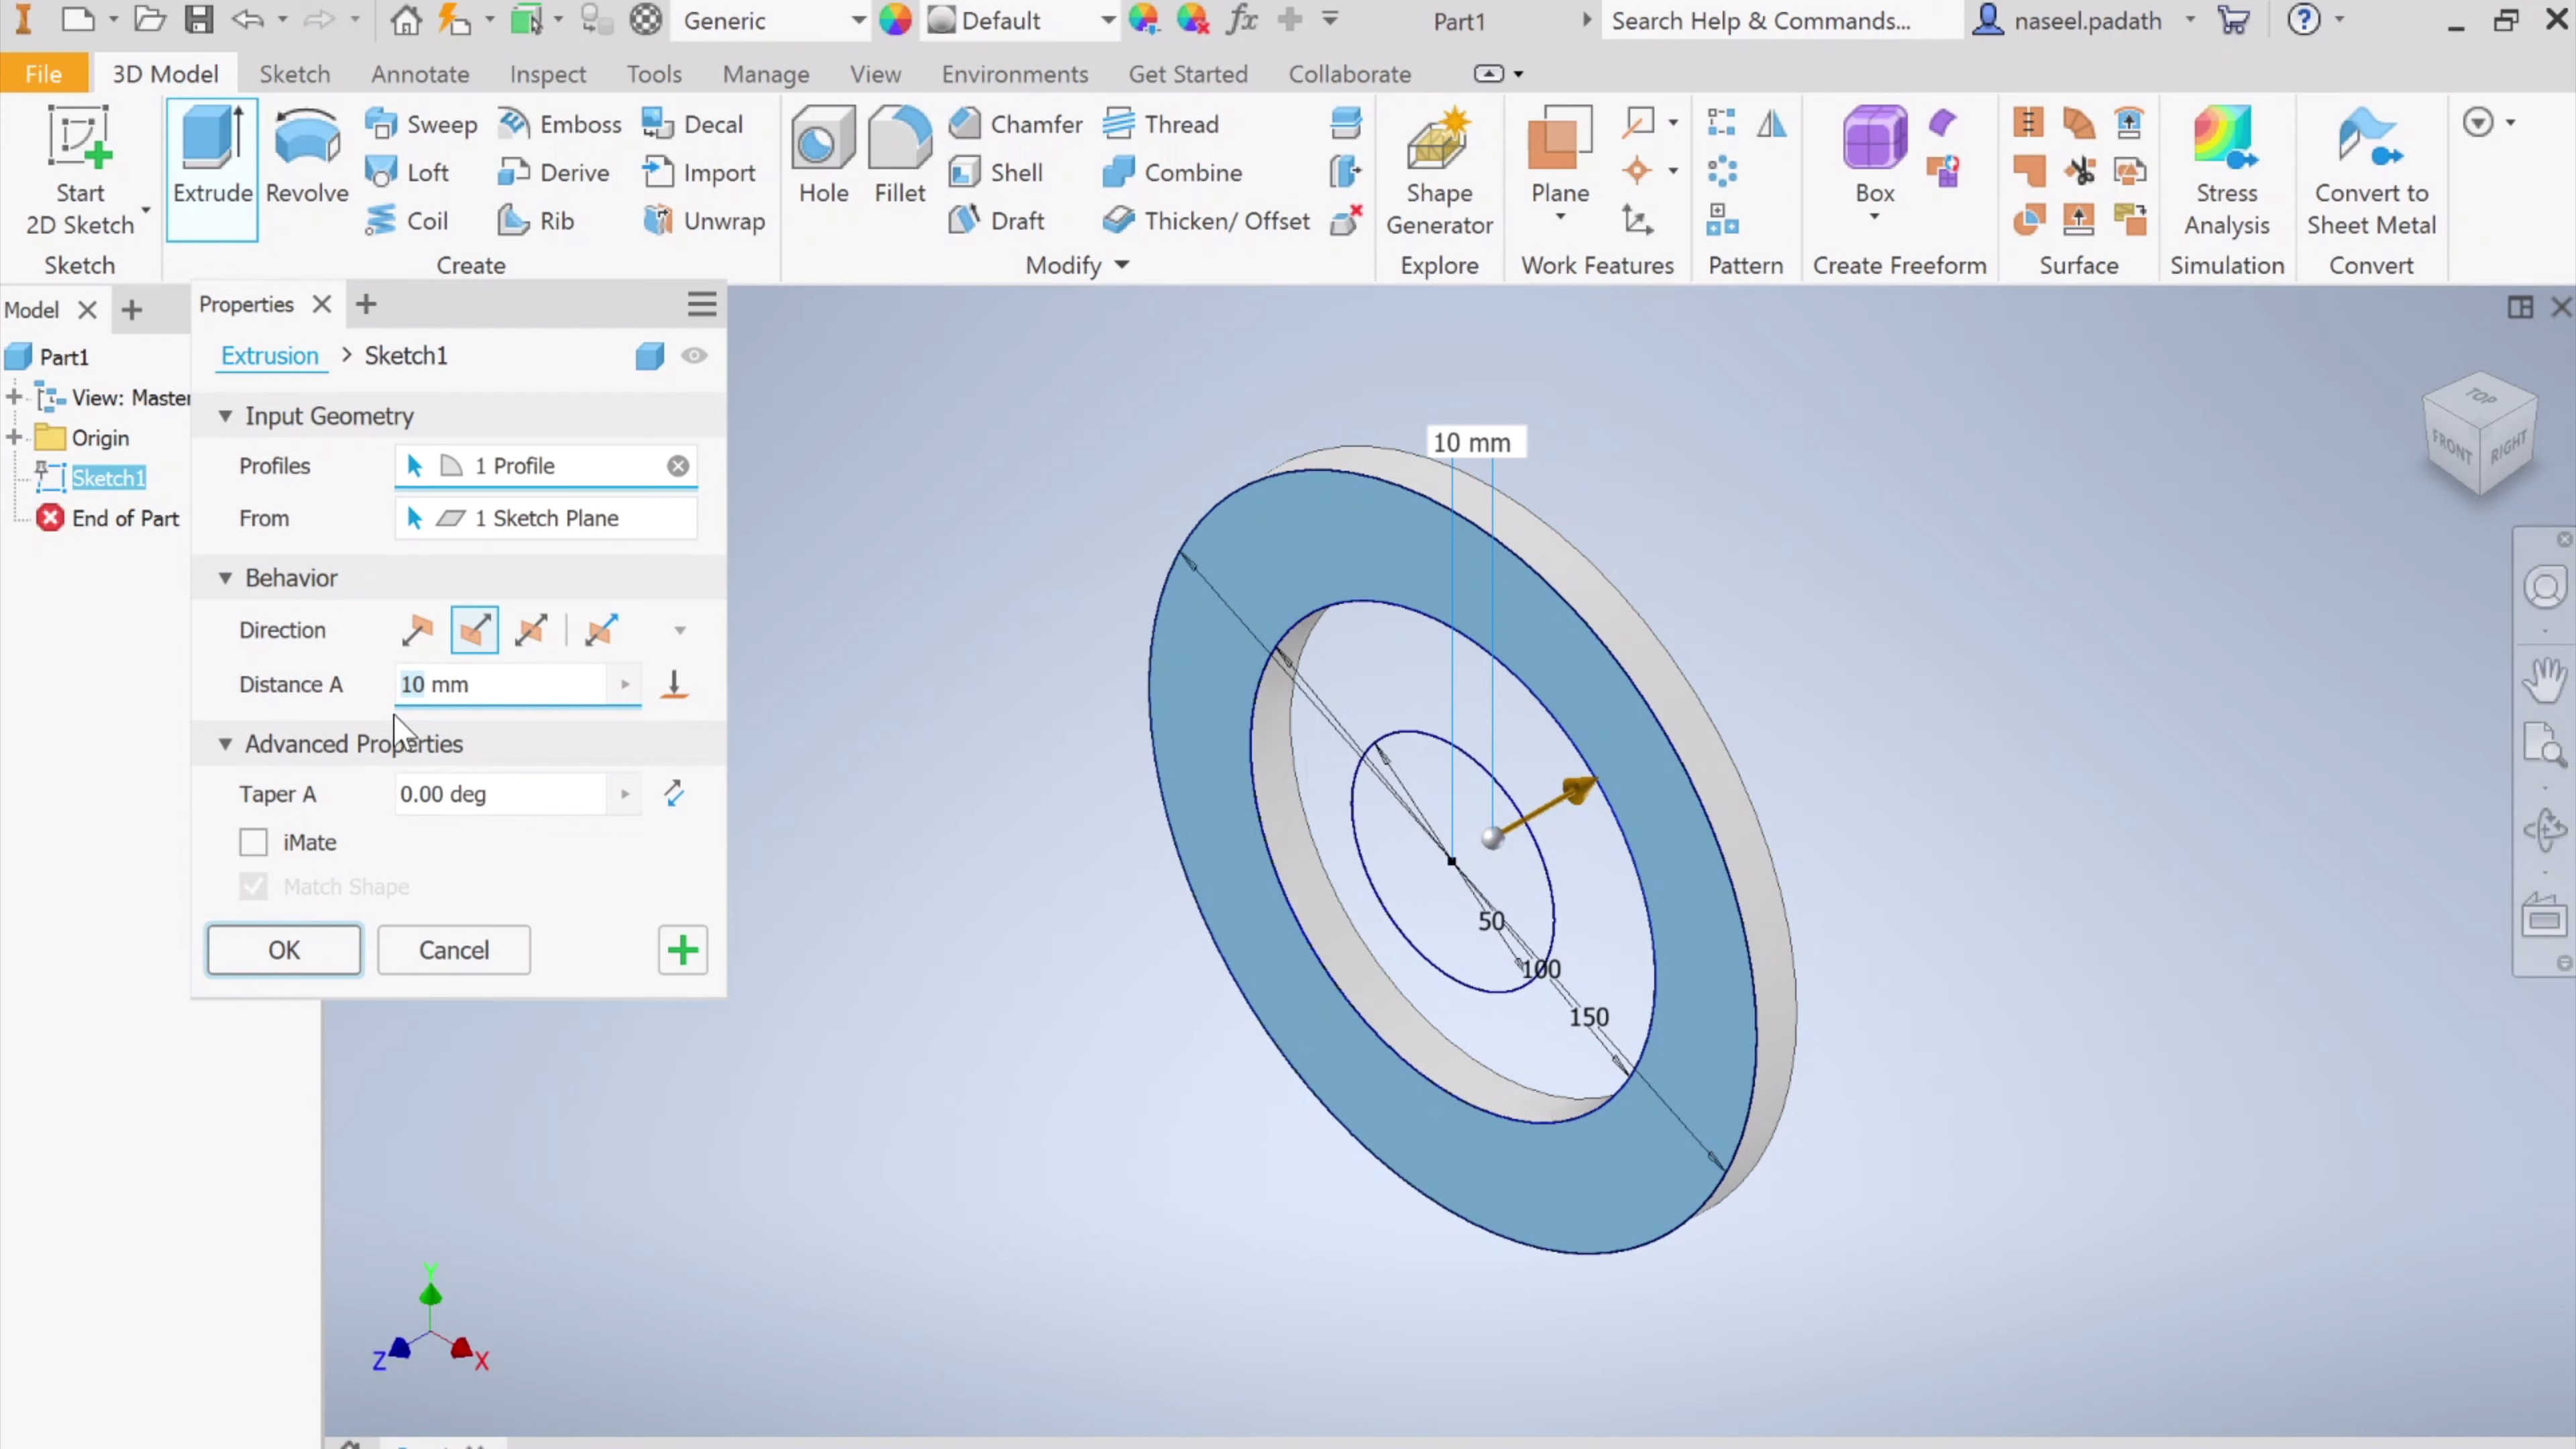 Generic
Default
fx
Part1
Search Help & Commands...
naseel.padath
File
3D Model
Sketch
Annotate
Inspect
Tools
Manage
View
Environments
Get Started
Collaborate
Start
2D Sketch
Extrude
Revolve
Sweep
Loft
Coil
Emboss
Derive
Rib
Decal
Import
Unwrap
Hole
Fillet
Chamfer
Shell
Draft
Thread
Combine
Thicken/ Offset
Shape
Generator
Plane
Box
Stress
Analysis
Convert to
Sheet Metal
Sketch
Create
Modify
Explore
Work Features
Pattern
Create Freeform
Surface
Simulation
Convert
Model
Part1
View: Master
Origin
Sketch1
End of Part
Properties
Extrusion > Sketch1
Input Geometry
Profiles 1 Profile
From 1 Sketch Plane
Behavior
Direction
Distance A 10 mm
Advanced Properties
Taper A 0.00 deg
iMate
Match Shape
OK Cancel
10 mm
50
100
150
TOP
FRONT
RIGHT
Y
Z
X